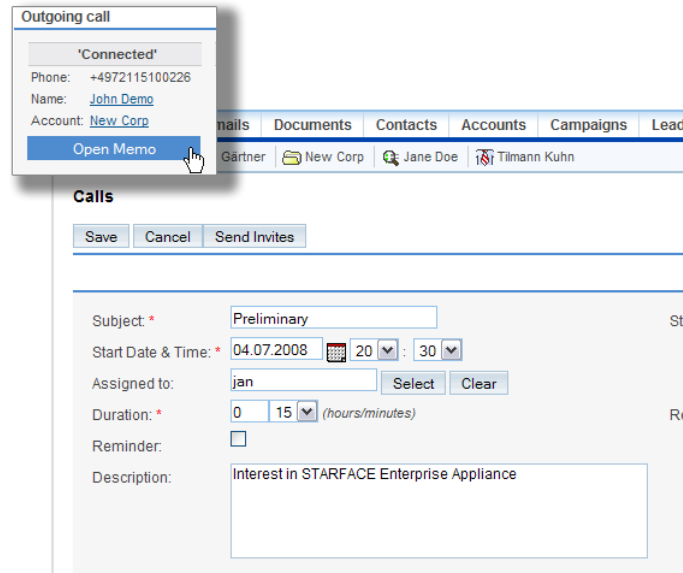 Outgoing call
'Connected'
Phone: +4972115100226
Name: John Demo
Account: New Corp
Open Memo
mails Documents Contacts Accounts Campaigns Lead
Gärtner New Corp Jane Doe Tilmann Kuhn
Calls
Save Cancel Send Invites
Subject: * Preliminary St
Start Date & Time: * 04.07.2008 20 : 30
Assigned to: jan Select Clear
Duration: * 0 15 (hours/minutes) Re
Reminder:
Description: Interest in STARFACE Enterprise Appliance